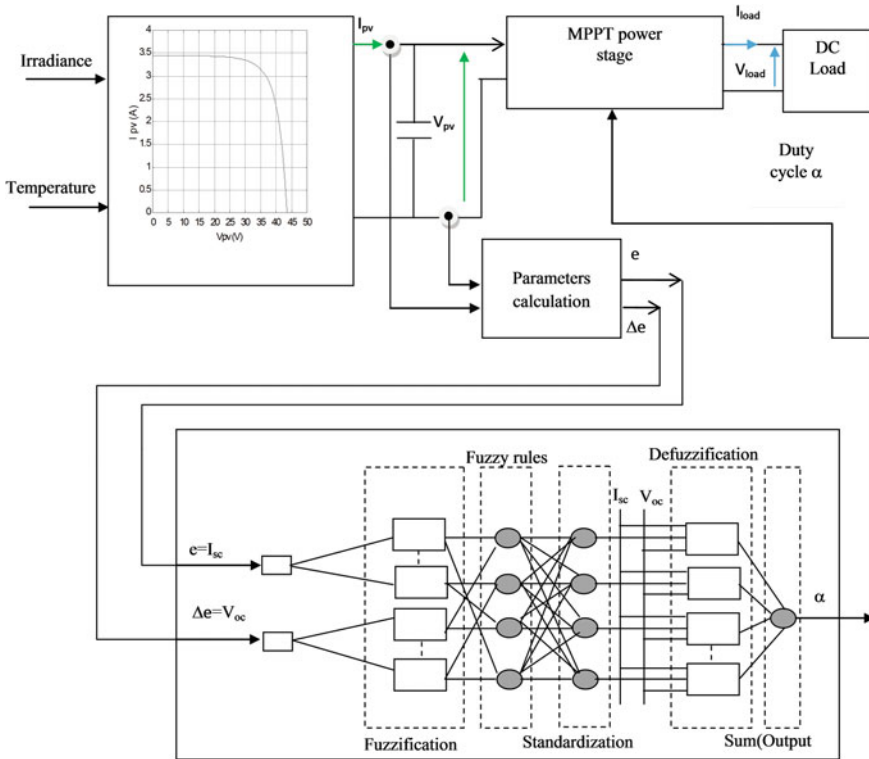 Irradiance
Temperature
I pv (A)
4
3.5
3
2.5
2
1.5
1
0.5
0
0 5 10 15 20 25 30 35 40 45 50
Vpv(V)
Ipv
Vpv
MPPT power
stage
Iload
Vload
DC
Load
Duty
cycle α
Parameters
calculation
e
Δe
Fuzzy rules
Defuzzification
Isc
Voc
e=Isc
Δe=Voc
α
Fuzzification
Standardization
Sum(Output